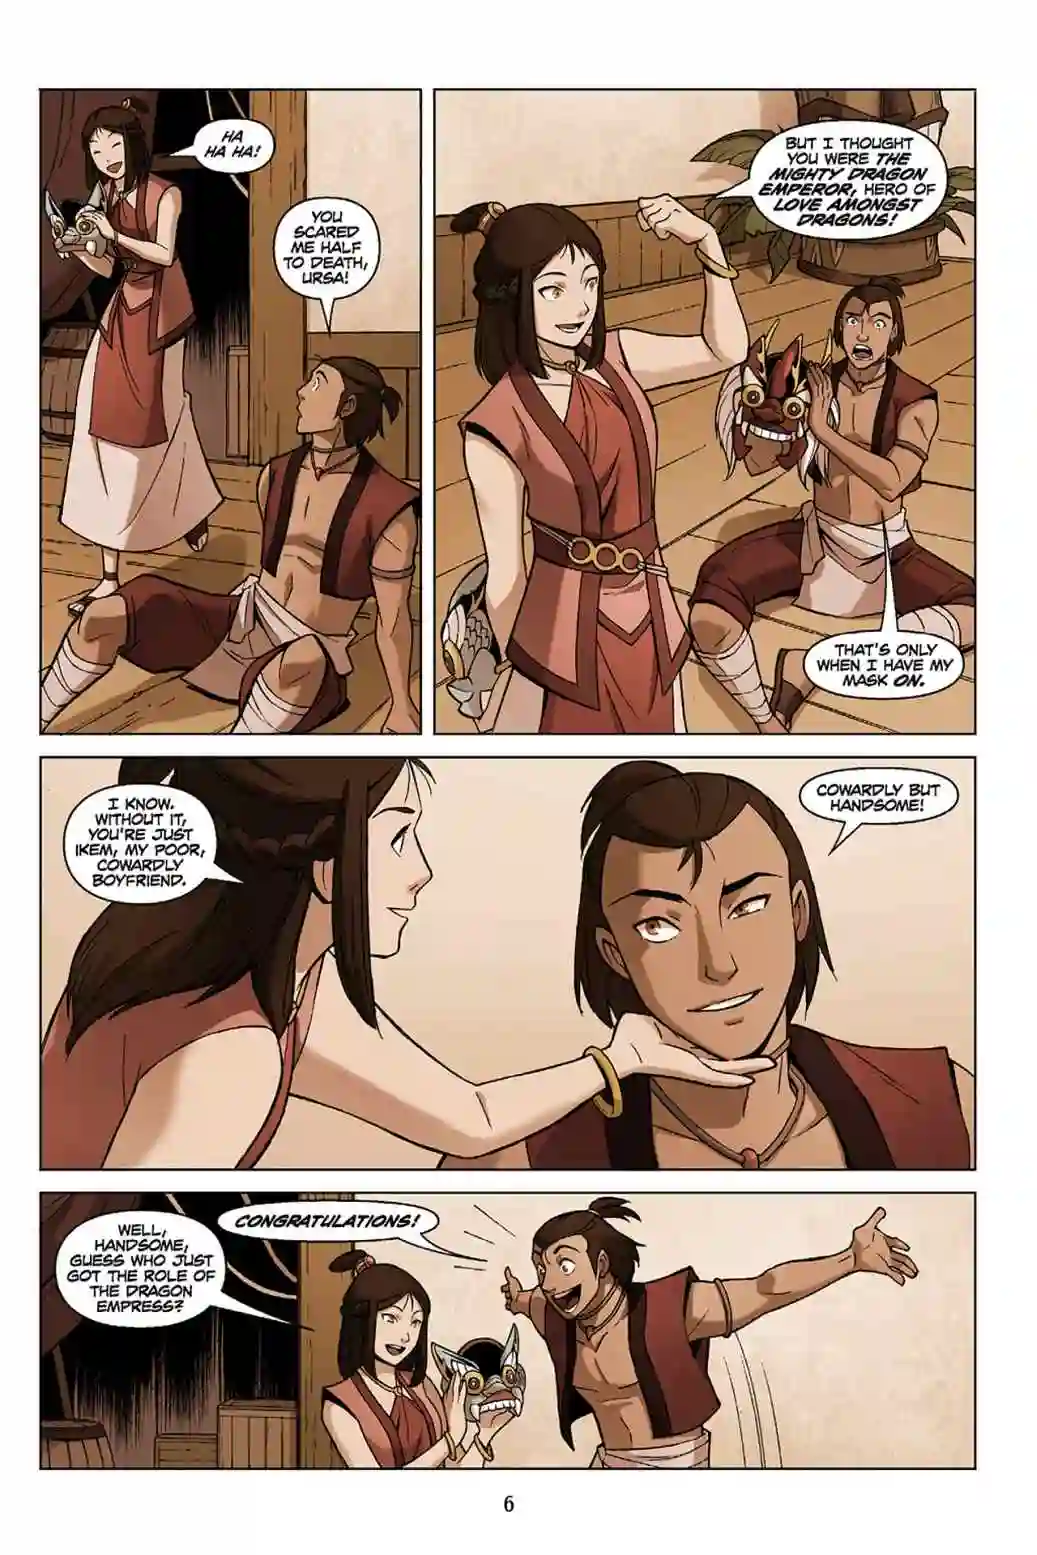 HA
HA HA!
YOU
SCARED
ME HALF
TO DEATH,
URSA!
BUT I THOUGHT
YOU WERE THE
MIGHTY DRAGON
EMPEROR, HERO OF
LOVE AMONGST
DRAGONS!
THAT'S ONLY
WHEN I HAVE MY
MASK ON.
I KNOW.
WITHOUT IT,
YOU'RE JUST
IKEM, MY POOR,
COWARDLY
BOYFRIEND.
COWARDLY BUT
HANDSOME!
WELL,
HANDSOME,
GUESS WHO JUST
GOT THE ROLE OF
THE DRAGON
EMPRESS?
CONGRATULATIONS!
6